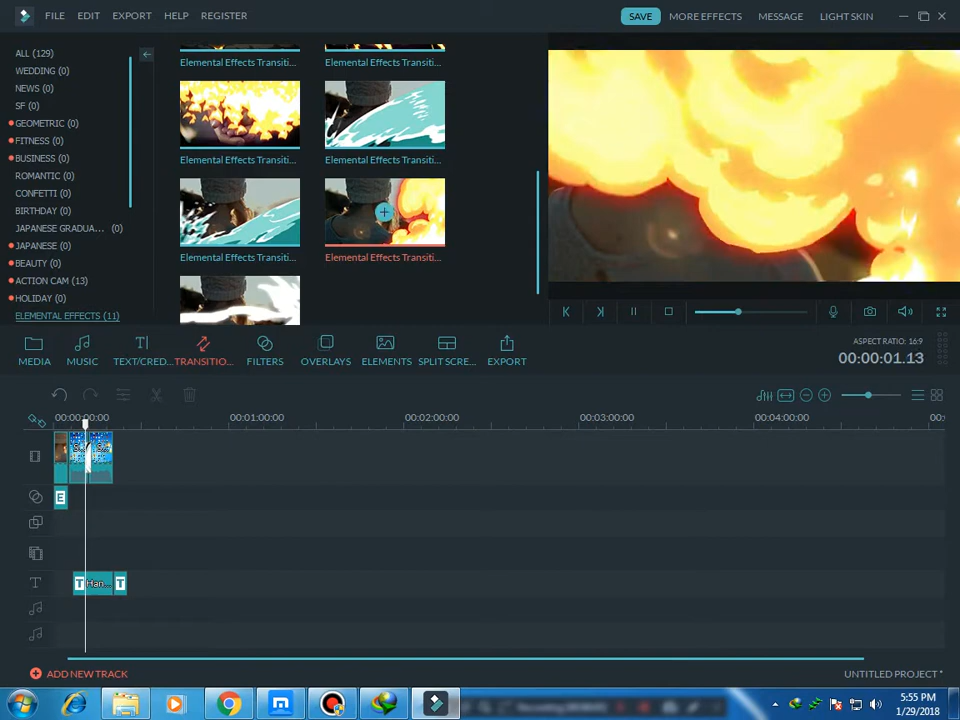 FILE EDIT EXPORT HELP REGISTER SAVE MORE EFFECTS MESSAGE LIGHT SKIN
ALL (129)
WEDDING (0)
NEWS (0)
SF (0)
GEOMETRIC (0)
FITNESS (0)
BUSINESS (0)
ROMANTIC (0)
CONFETTI (0)
BIRTHDAY (0)
JAPANESE GRADUA... (0)
JAPANESE (0)
BEAUTY (0)
ACTION CAM (13)
HOLIDAY (0)
ELEMENTAL EFFECTS (11)
Elemental Effects Transiti... Elemental Effects Transiti...
Elemental Effects Transiti... Elemental Effects Transiti...
Elemental Effects Transiti... Elemental Effects Transiti...
MEDIA MUSIC TEXT/CRED... TRANSITIO... FILTERS OVERLAYS ELEMENTS SPLIT SCRE... EXPORT
ASPECT RATIO: 16:9
00:00:01.13
00:00:00:00 00:01:00:00 00:02:00:00 00:03:00:00 00:04:00:00 00:
E
T Han... T
T
ADD NEW TRACK
UNTITLED PROJECT *
5:55 PM
1/29/2018